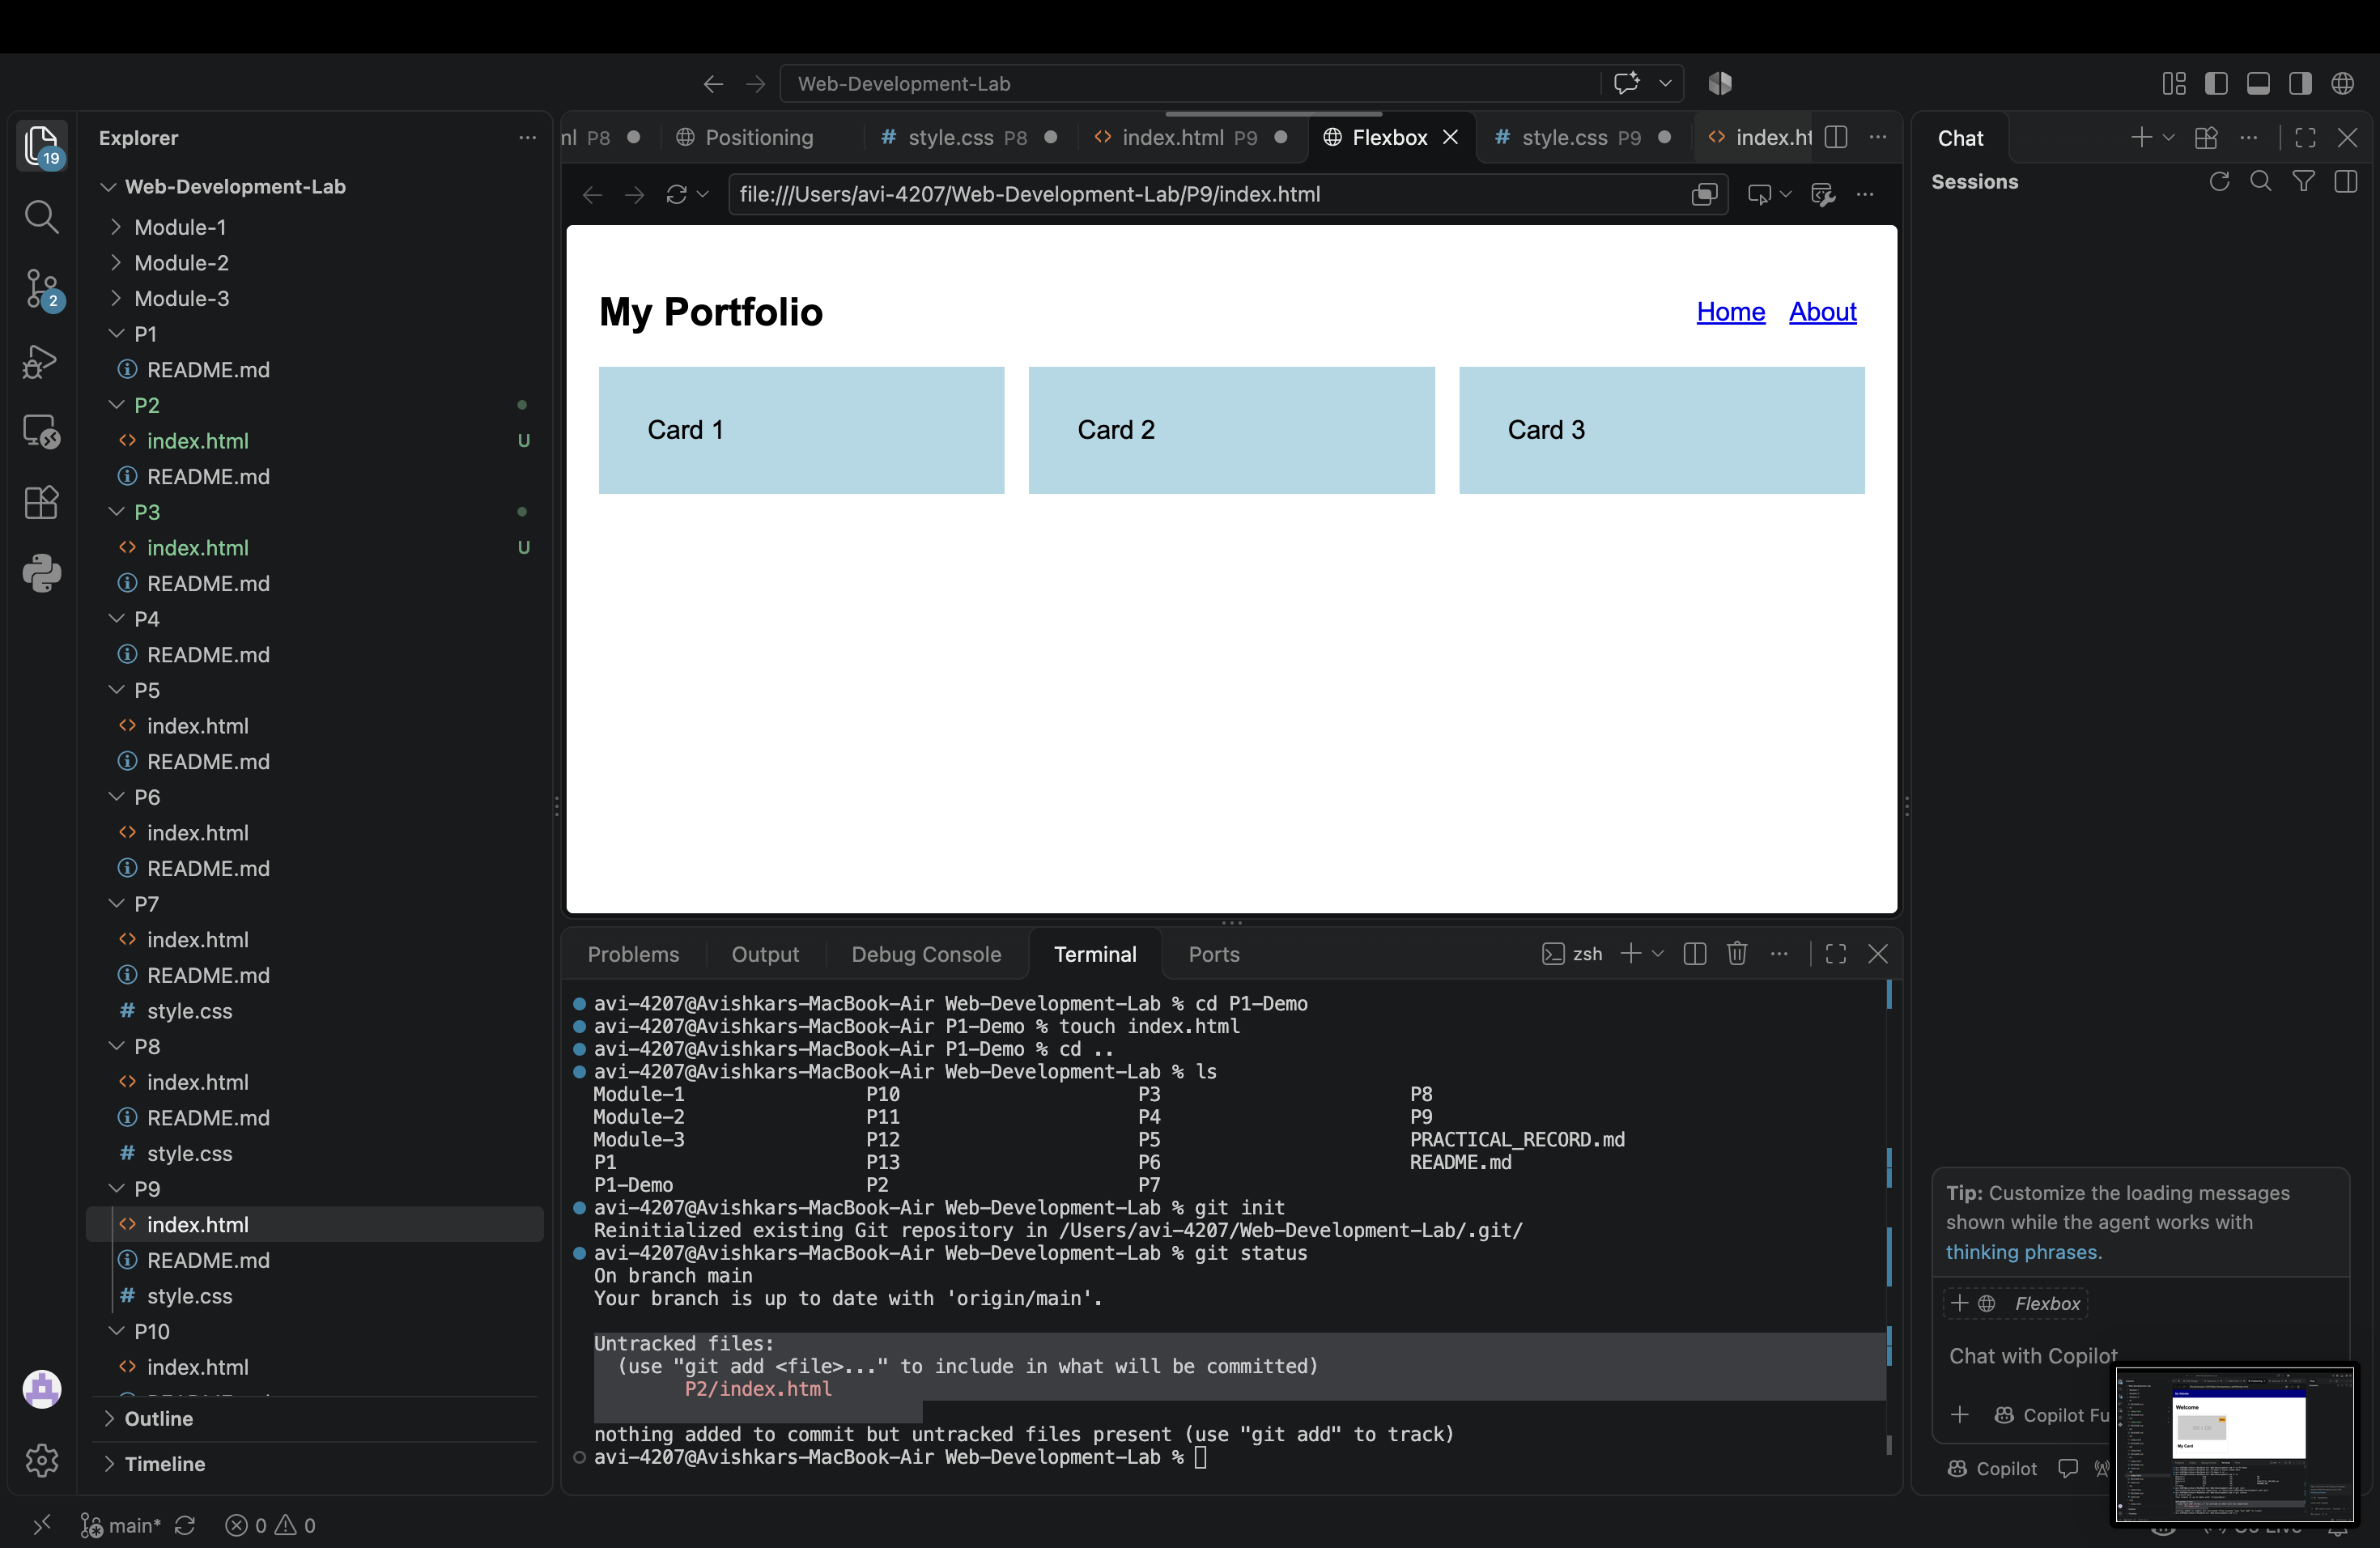 Web-Development-Lab
19
2
Explorer
Web-Development-Lab
Module-1
Module-2
Module-3
P1
README.md
P2
index.html U
README.md
P3
index.html U
README.md
P4
README.md
P5
index.html
README.md
P6
index.html
README.md
P7
index.html
README.md
style.css
P8
index.html
README.md
style.css
P9
index.html
README.md
style.css
P10
index.html
Outline
Timeline
P8 Positioning style.css P8 index.html P9 Flexbox style.css P9 index.ht
file:///Users/avi-4207/Web-Development-Lab/P9/index.html
My Portfolio Home About
Card 1 Card 2 Card 3
Problems Output Debug Console Terminal Ports zsh
avi-4207@Avishkars-MacBook-Air Web-Development-Lab % cd P1-Demo
avi-4207@Avishkars-MacBook-Air P1-Demo % touch index.html
avi-4207@Avishkars-MacBook-Air P1-Demo % cd ..
avi-4207@Avishkars-MacBook-Air Web-Development-Lab % ls
Module-1 P10 P3 P8
Module-2 P11 P4 P9
Module-3 P12 P5 PRACTICAL_RECORD.md
P1 P13 P6 README.md
P1-Demo P2 P7
avi-4207@Avishkars-MacBook-Air Web-Development-Lab % git init
Reinitialized existing Git repository in /Users/avi-4207/Web-Development-Lab/.git/
avi-4207@Avishkars-MacBook-Air Web-Development-Lab % git status
On branch main
Your branch is up to date with 'origin/main'.
Untracked files:
(use "git add <file>..." to include in what will be committed)
P2/index.html
nothing added to commit but untracked files present (use "git add" to track)
avi-4207@Avishkars-MacBook-Air Web-Development-Lab %
Chat
Sessions
Tip: Customize the loading messages
shown while the agent works with
thinking phrases.
Flexbox
Chat with Copilot
Copilot Fu
Copilot
Welcome
My Card
main* 0 0